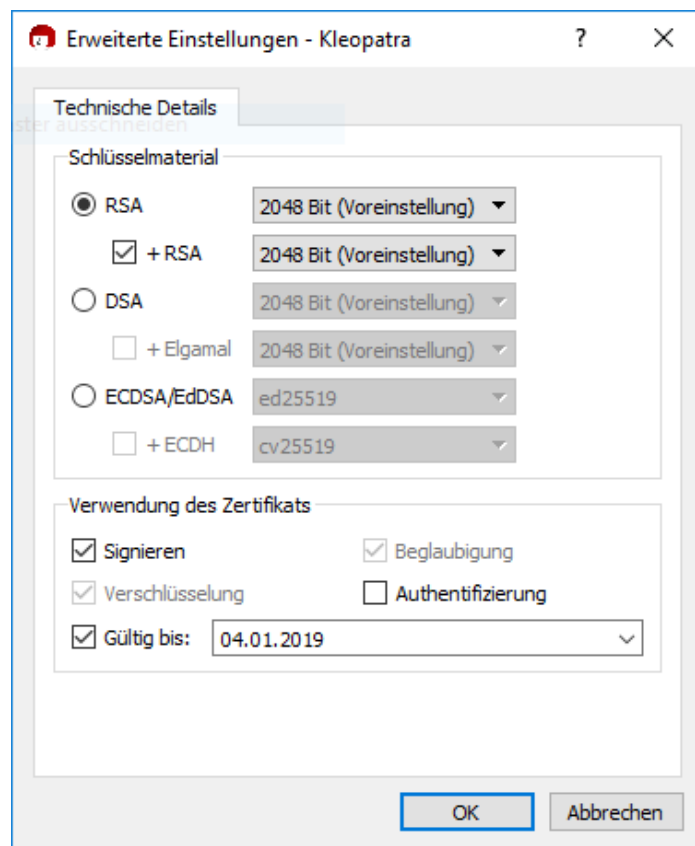 Erweiterte Einstellungen - Kleopatra ?
Technische Details
ster ausschneiden
Schlüsselmaterial
RSA 2048 Bit (Voreinstellung)
+ RSA 2048 Bit (Voreinstellung)
DSA 2048 Bit (Voreinstellung)
+ Elgamal 2048 Bit (Voreinstellung)
ECDSA/EdDSA ed25519
+ ECDH cv25519
Verwendung des Zertifikats
Signieren Beglaubigung
Verschlüsselung Authentifizierung
Gültig bis: 04.01.2019
OK Abbrechen